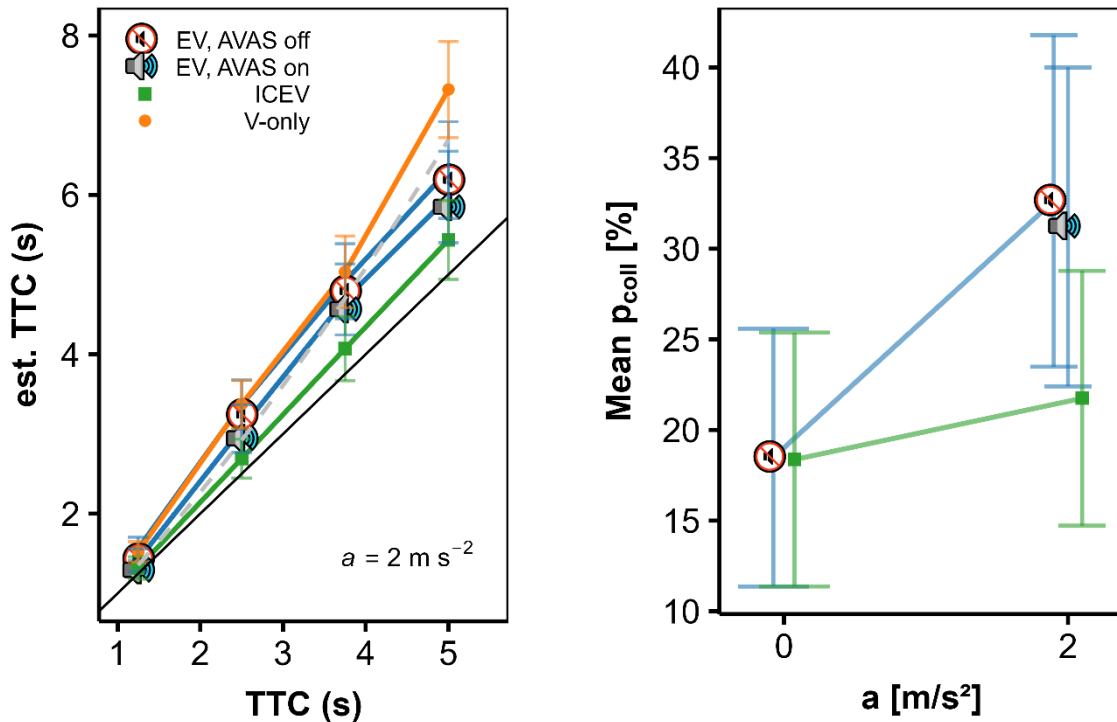 8
6
4
2
est. TTC (s)
EV, AVAS off
EV, AVAS on
ICEV
V-only
a = 2 m s⁻²
1 2 3 4 5
TTC (s)
40
35
30
25
20
15
10
Mean p_coll [%]
0 2
a [m/s²]